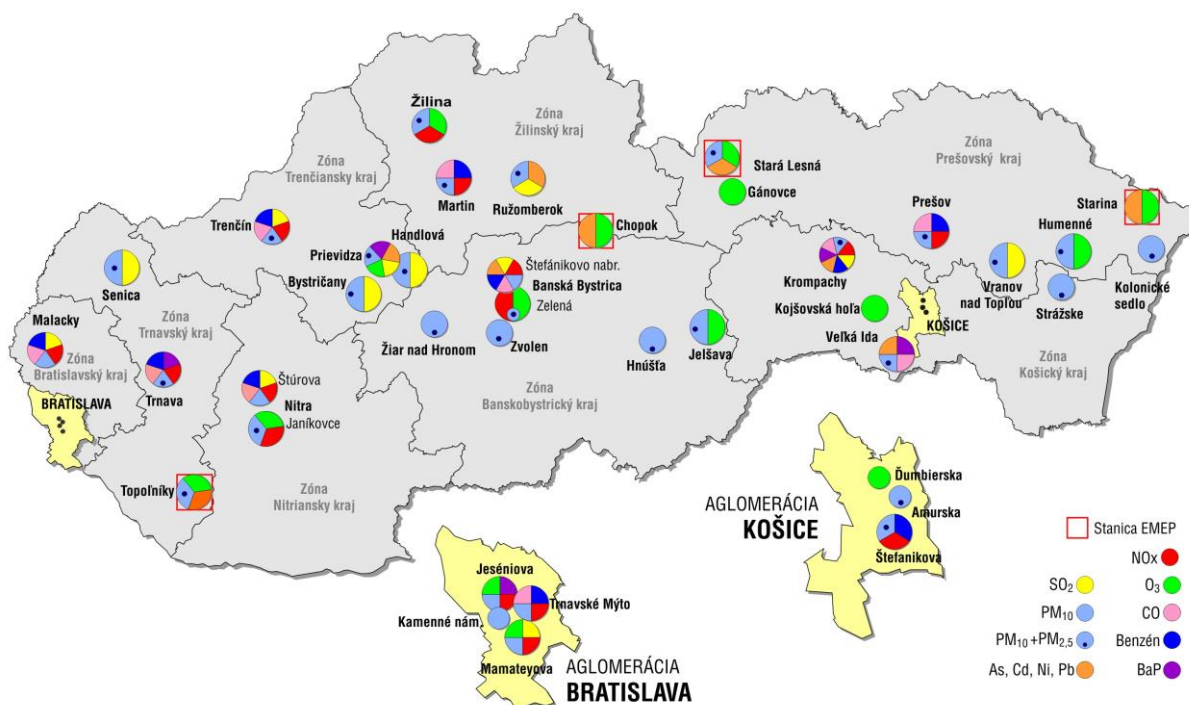 Žilina
Zóna
Žilinský kraj
Zóna
Trenčiansky kraj
Martin
Ružomberok
Stará Lesná
Gánovce
Zóna
Prešovský kraj
Trenčín
Handlová
Prievidza
Bystričany
Chopok
Prešov
Starina
Humenné
Senica
Štefánikovo nabr.
Banská Bystrica
Zelená
Krompachy
Vranov
nad Topľou
Kolonické
sedlo
Strážske
Malacky
Zóna
Bratislavský kraj
Zóna
Trnavský kraj
Žiar nad Hronom
Zvolen
Hnúšťa
Jelšava
Kojšovská hoľa
KOŠICE
Veľká Ida
Zóna
Košický kraj
BRATISLAVA
Trnava
Štúrova
Nitra
Janíkovce
Zóna
Banskobystrický kraj
Topoľníky
Zóna
Nitriansky kraj
Jeséniova
Trnavské Mýto
Kamenné nám.
Mamateyova
AGLOMERÁCIA
BRATISLAVA
AGLOMERÁCIA
KOŠICE
Ďumbierska
Amurska
Štefanikova
Stanica EMEP
NOx
SO₂
O₃
PM₁₀
CO
PM₁₀+PM₂,₅
Benzén
As, Cd, Ni, Pb
BaP